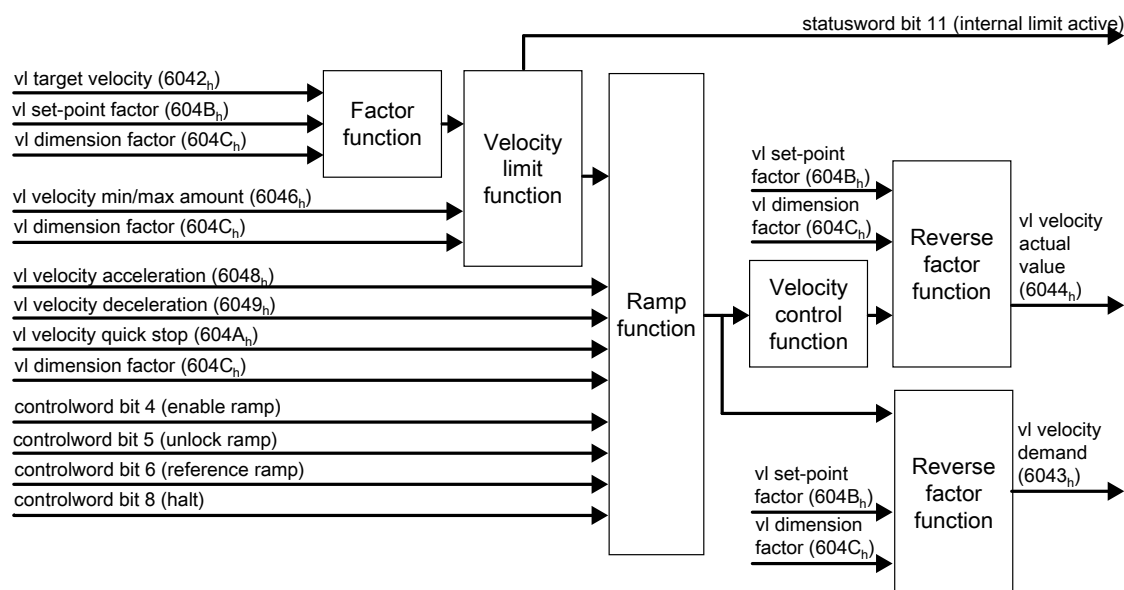 statusword bit 11 (internal limit active)
vl target velocity (6042h)
vl set-point factor (604Bh)
vl dimension factor (604Ch)
Factor
function
Velocity
limit
function
vl velocity min/max amount (6046h)
vl dimension factor (604Ch)
vl velocity acceleration (6048h)
vl velocity deceleration (6049h)
vl velocity quick stop (604Ah)
vl dimension factor (604Ch)
controlword bit 4 (enable ramp)
controlword bit 5 (unlock ramp)
controlword bit 6 (reference ramp)
controlword bit 8 (halt)
Ramp
function
vl set-point
factor (604Bh)
vl dimension
factor (604Ch)
Velocity
control
function
Reverse
factor
function
vl velocity
actual
value
(6044h)
vl set-point
factor (604Bh)
vl dimension
factor (604Ch)
Reverse
factor
function
vl velocity
demand
(6043h)